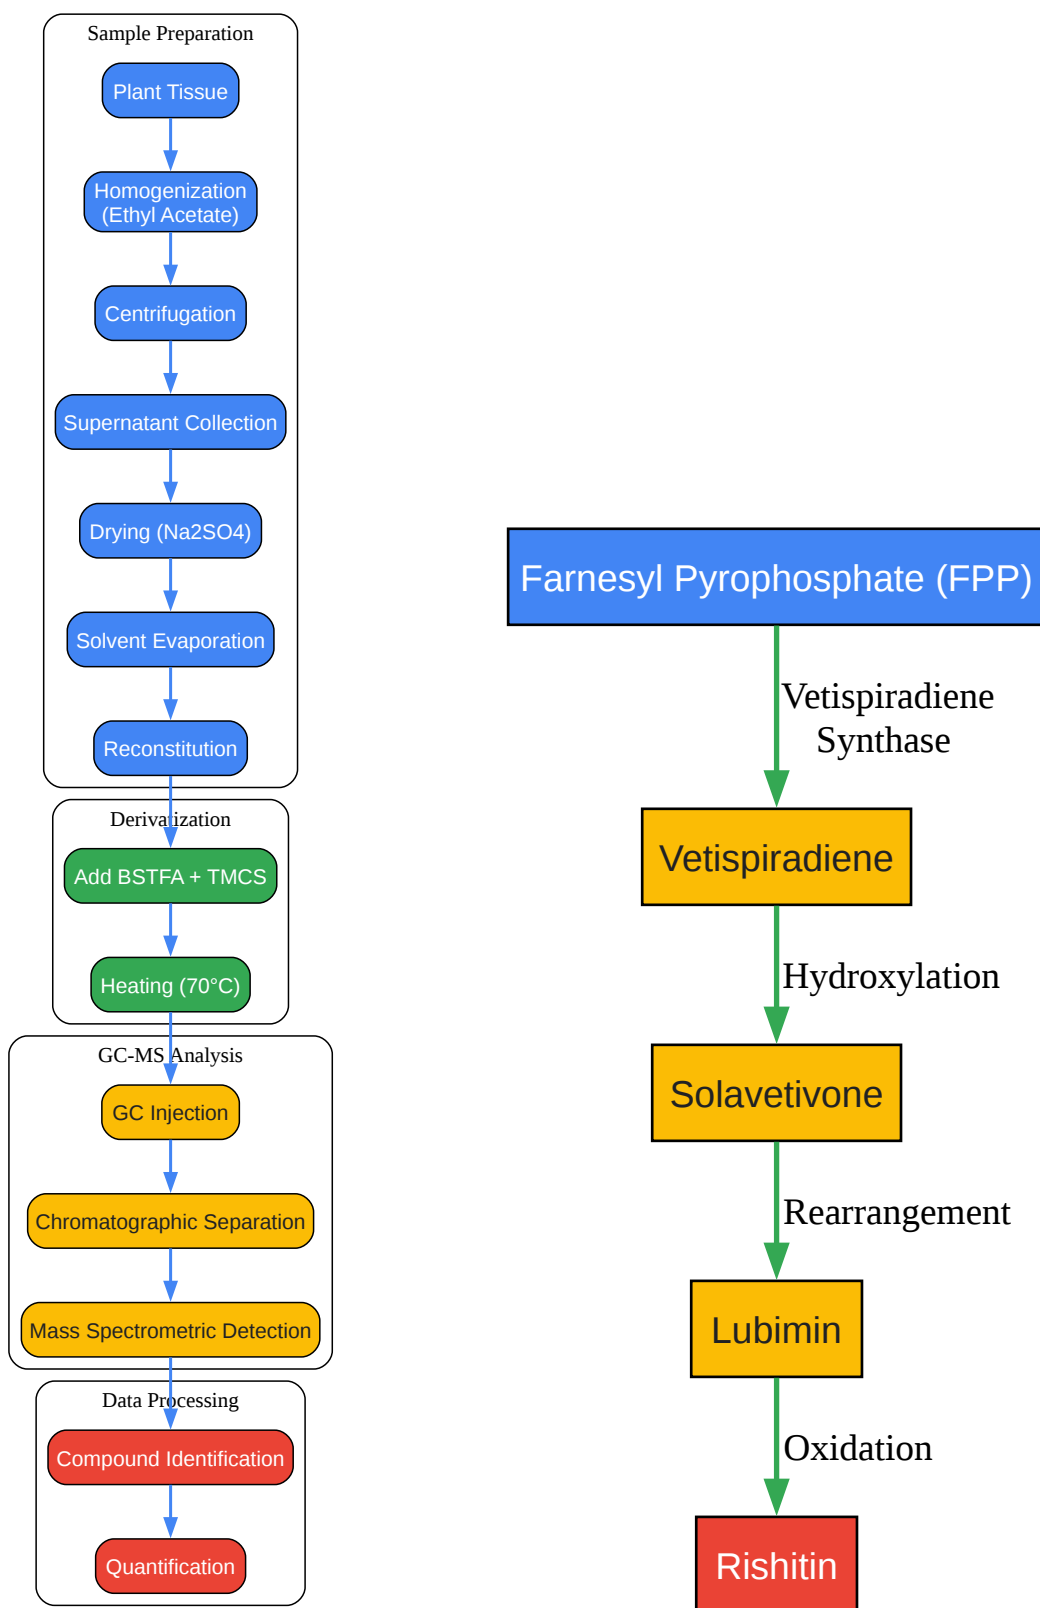 Sample Preparation
Plant Tissue
Homogenization
(Ethyl Acetate)
Centrifugation
Supernatant Collection
Drying (Na2SO4)
Solvent Evaporation
Reconstitution
Derivatization
Add BSTFA + TMCS
Heating (70°C)
GC-MS Analysis
GC Injection
Chromatographic Separation
Mass Spectrometric Detection
Data Processing
Compound Identification
Quantification
Farnesyl Pyrophosphate (FPP)
Vetispiradiene
Synthase
Vetispiradiene
Hydroxylation
Solavetivone
Rearrangement
Lubimin
Oxidation
Rishitin